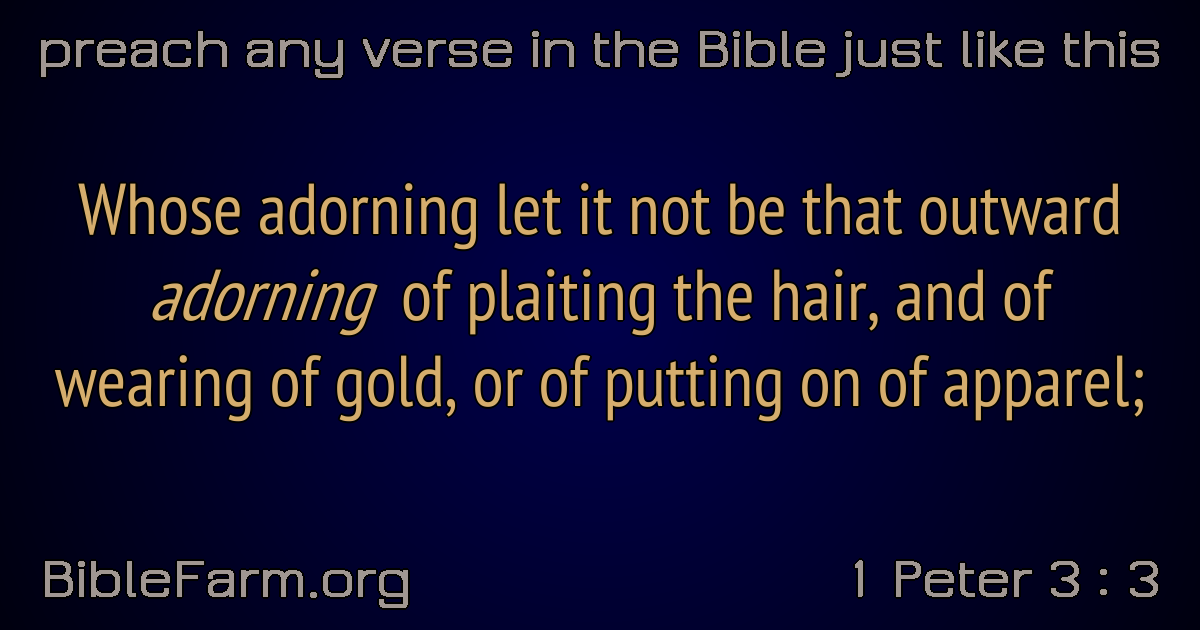 preach any verse in the Bible just like this
Whose adorning let it not be that outward
adorning of plaiting the hair, and of
wearing of gold, or of putting on of apparel;
BibleFarm.org
1 Peter 3 : 3